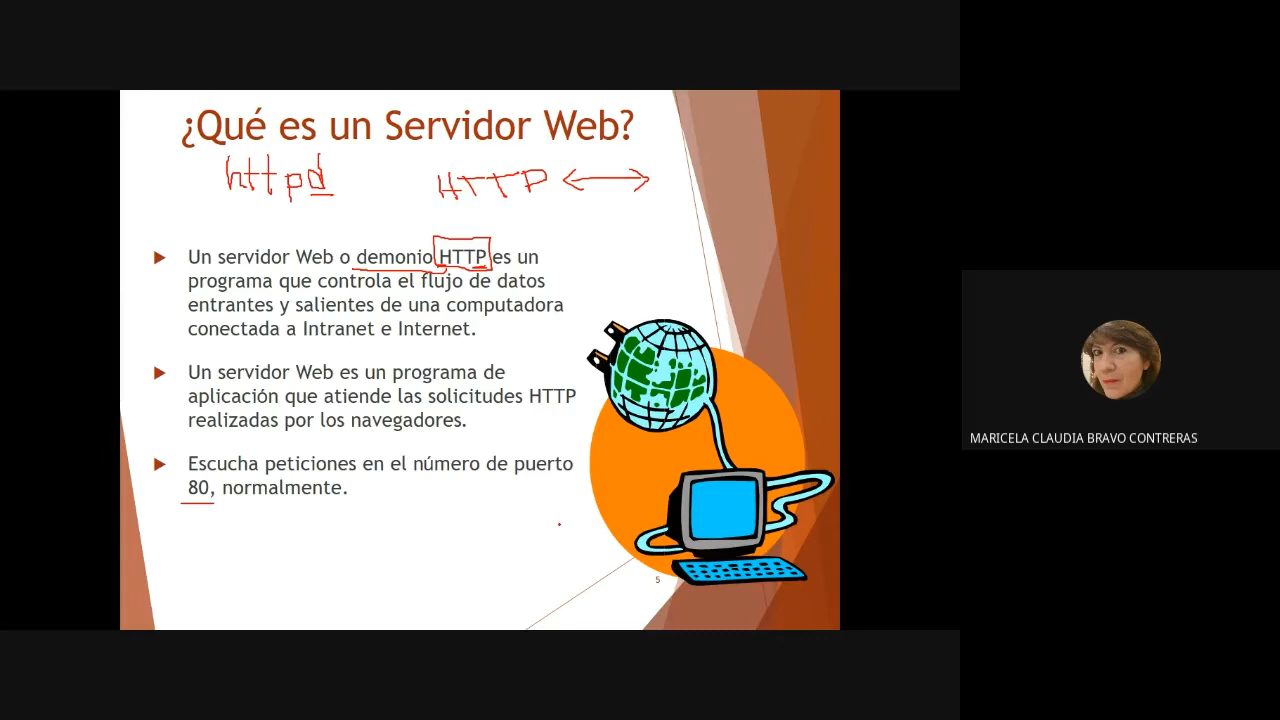 ¿Qué es un Servidor Web?
httpd
HTTP
Un servidor Web o demonio HTTP es un
programa que controla el flujo de datos
entrantes y salientes de una computadora
conectada a Intranet e Internet.
Un servidor Web es un programa de
aplicación que atiende las solicitudes HTTP
realizadas por los navegadores.
Escucha peticiones en el número de puerto
80, normalmente.
5
MARICELA CLAUDIA BRAVO CONTRERAS